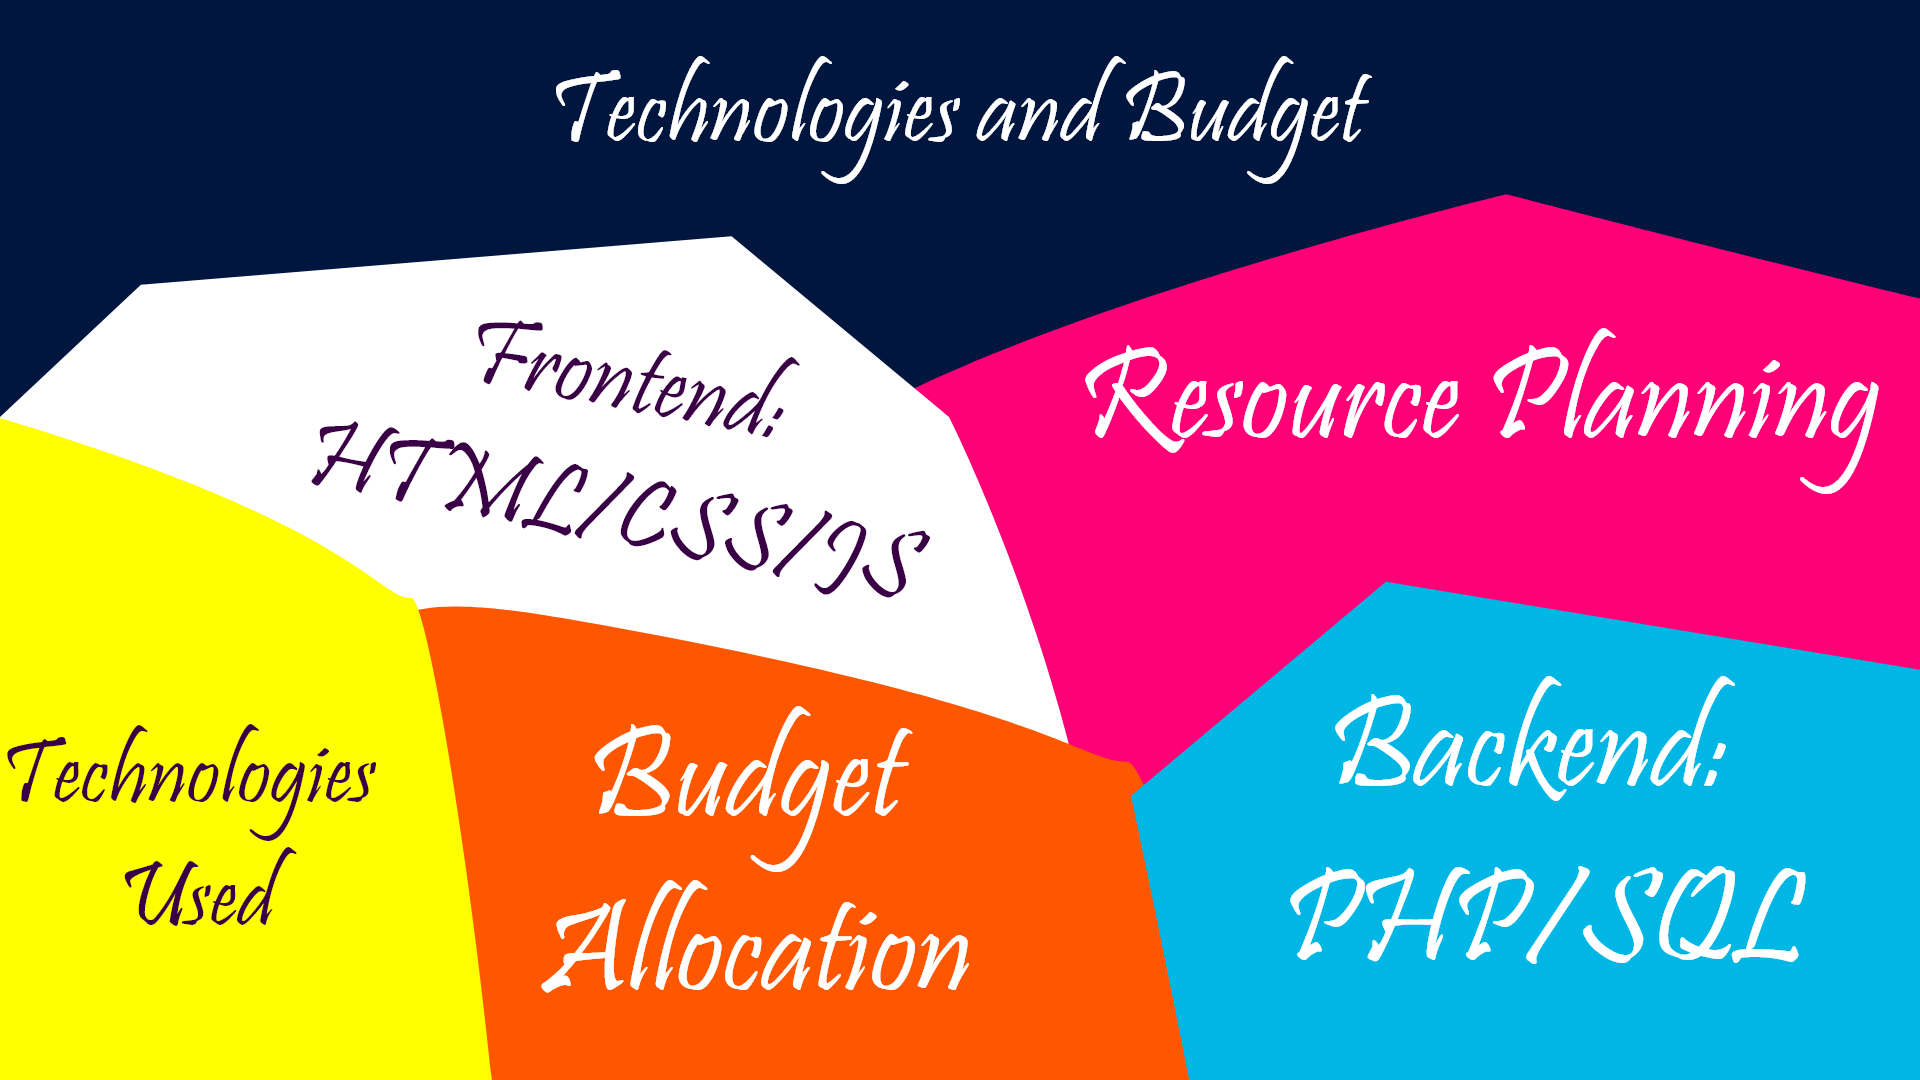 Technologies and Budget
Frontend:
HTML/CSS/JS
Resource Planning
Technologies
Used
Budget
Allocation
Backend:
PHP/SQL